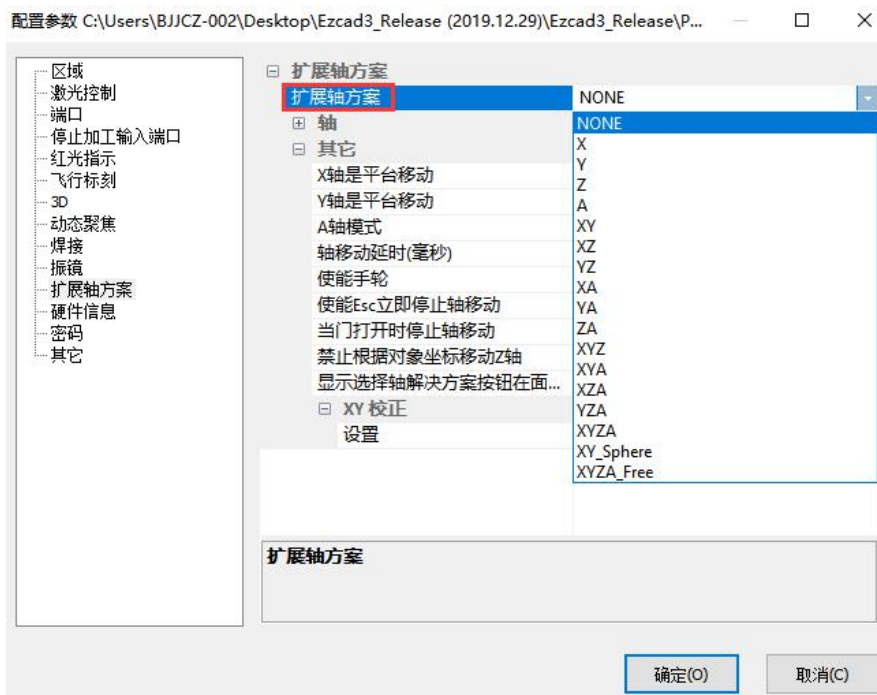 配置参数 C:\Users\BJJCZ-002\Desktop\Ezcad3_Release (2019.12.29)\Ezcad3_Release\P...
区域
激光控制
端口
停止加工输入端口
红光指示
飞行标刻
3D
动态聚焦
焊接
振镜
扩展轴方案
硬件信息
密码
其它
扩展轴方案
扩展轴方案 NONE
轴
其它
X轴是平台移动
Y轴是平台移动
A轴模式
轴移动延时(毫秒)
使能手轮
使能Esc立即停止轴移动
当门打开时停止轴移动
禁止根据对象坐标移动Z轴
显示选择轴解决方案按钮在面...
XY 校正
设置
NONE
X
Y
Z
A
XY
XZ
YZ
XA
YA
ZA
XYZ
XYA
XZA
YZA
XYZA
XY_Sphere
XYZA_Free
扩展轴方案
确定(O)
取消(C)